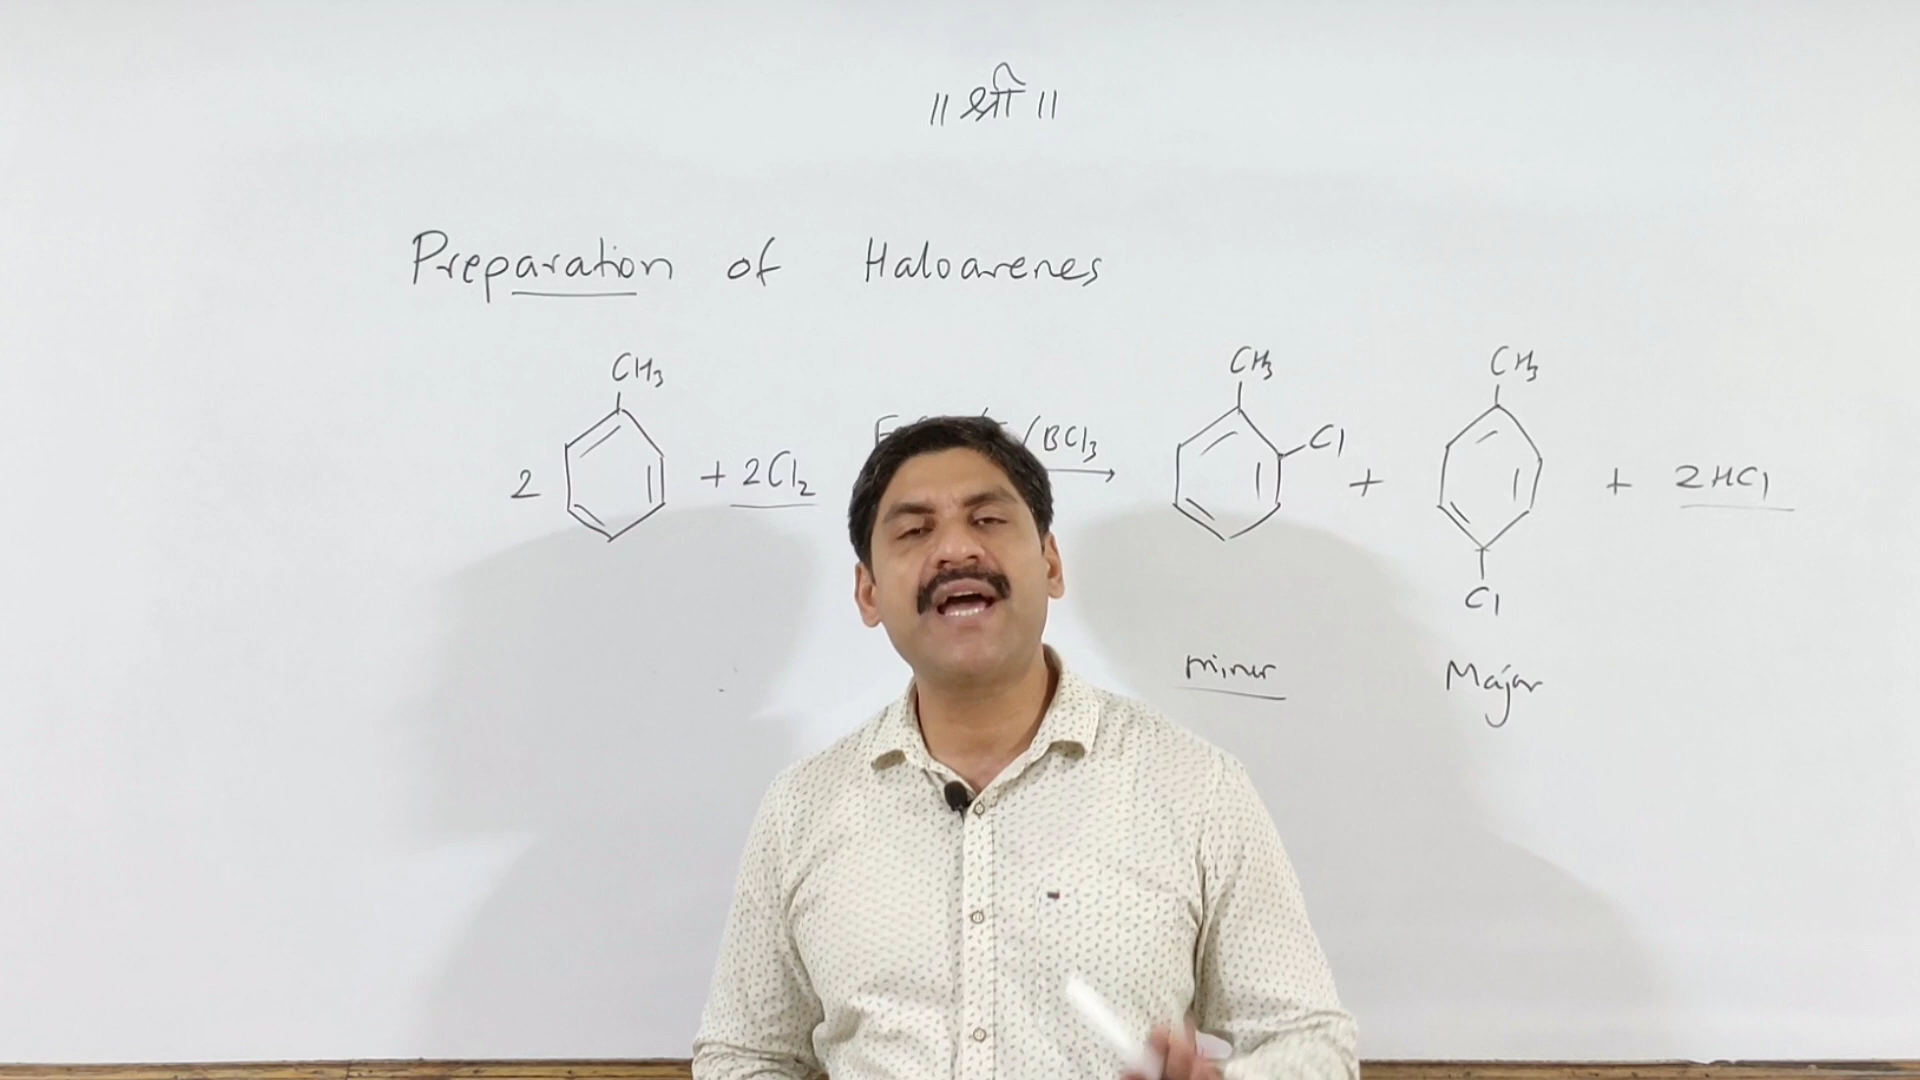 ॥ श्री ॥
Preparation of Haloarenes
CH₃ CH₃ CH₃
/BCl₃
2 + 2Cl₂ Cl + + 2HCl
Cl
minor Major